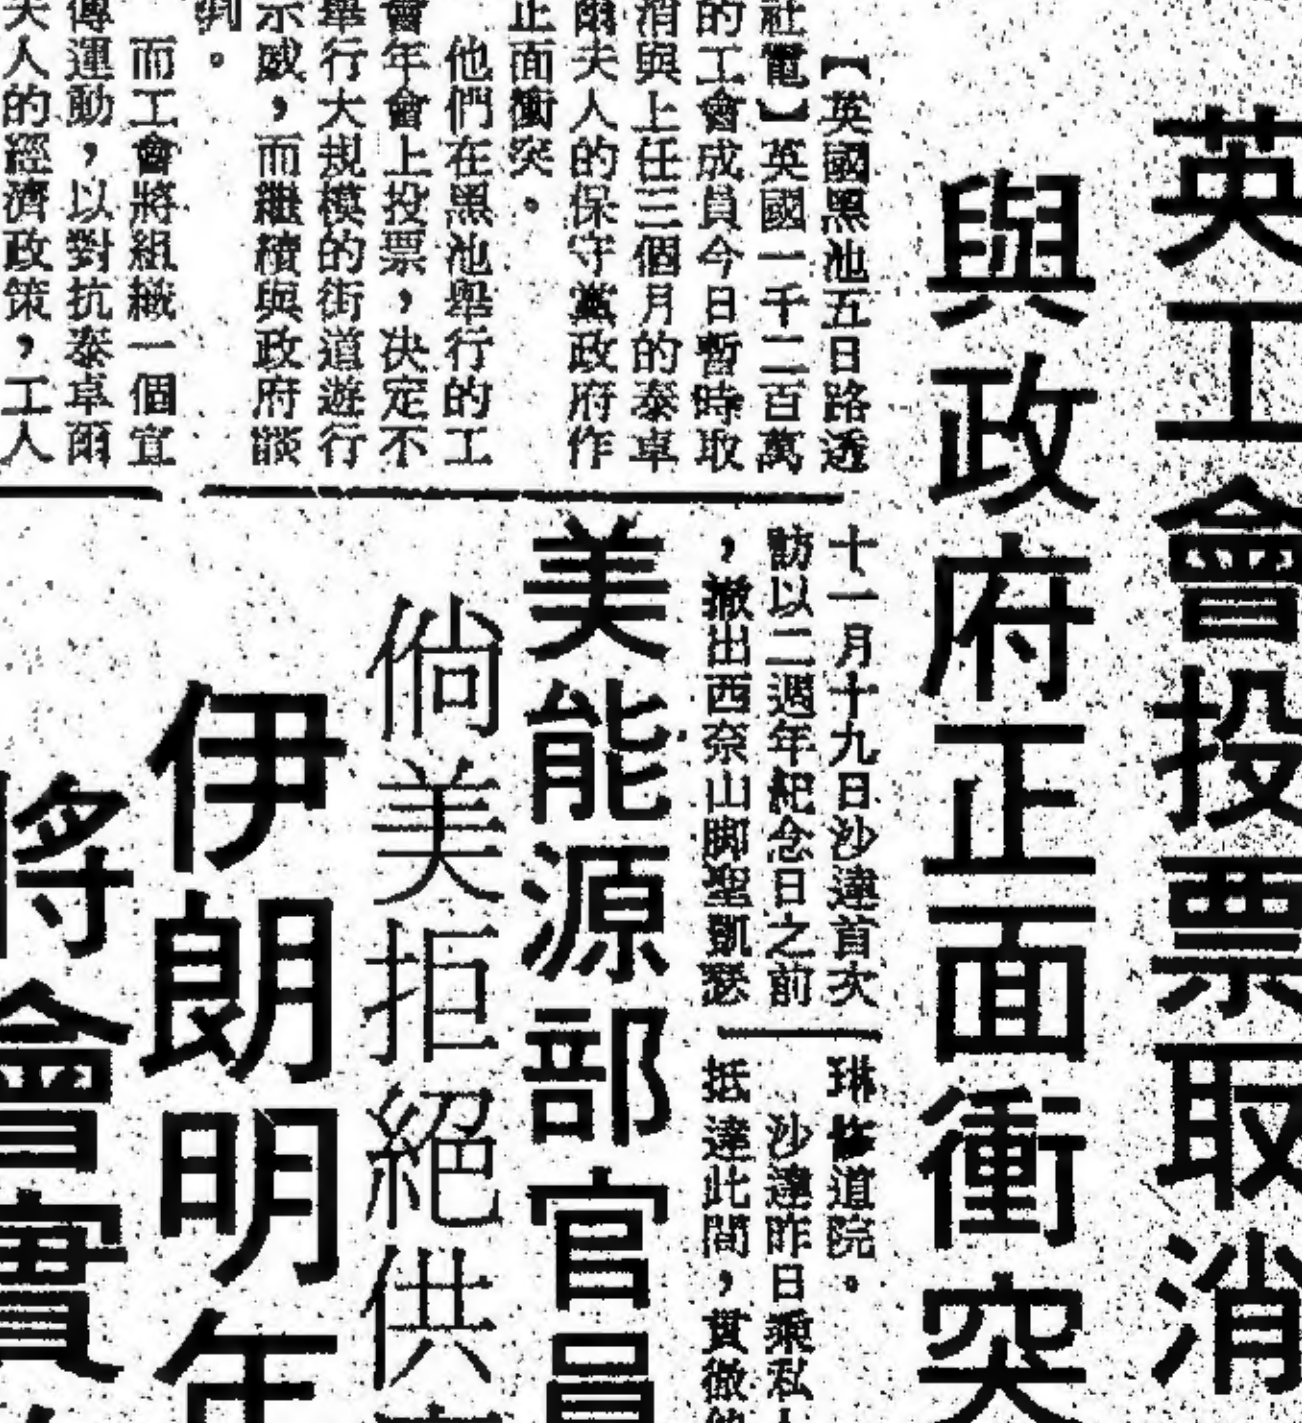 英工會投票取消
與政府正面衝突
【英國黑池五日路透
社電】英國一千二百萬
的工會成員今日暫時取
消與上任三個月的泰卓
爾夫人的保守黨政府作
正面衝突。
他們在黑池舉行的工
會年會上投票,決定不
舉行大規模的街道遊行
示威,而繼續與政府談
判。
而工會將組織一個宣
傳運動,以對抗泰卓爾
夫人的經濟政策,工人
十一月十九日沙達首次
訪以二週年紀念日之前
,撤出西奈山脚聖凱瑟
琳修道院。
沙達昨日乘私
抵達此間,貫徹
美能源部官員
倘美拒絕供
伊朗明年
將會實